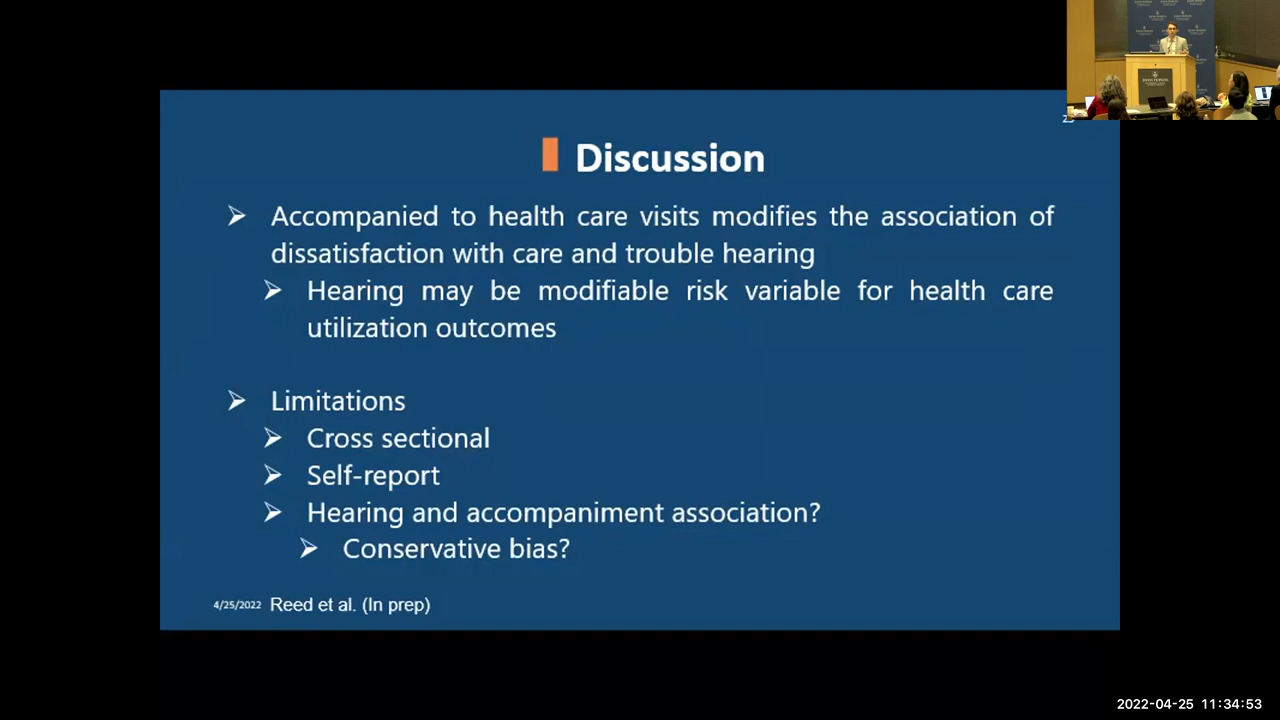 Discussion
Accompanied to health care visits modifies the association of
dissatisfaction with care and trouble hearing
Hearing may be modifiable risk variable for health care
utilization outcomes
Limitations
Cross sectional
Self-report
Hearing and accompaniment association?
Conservative bias?
4/25/2022 Reed et al. (In prep)
2022-04-25 11:34:53